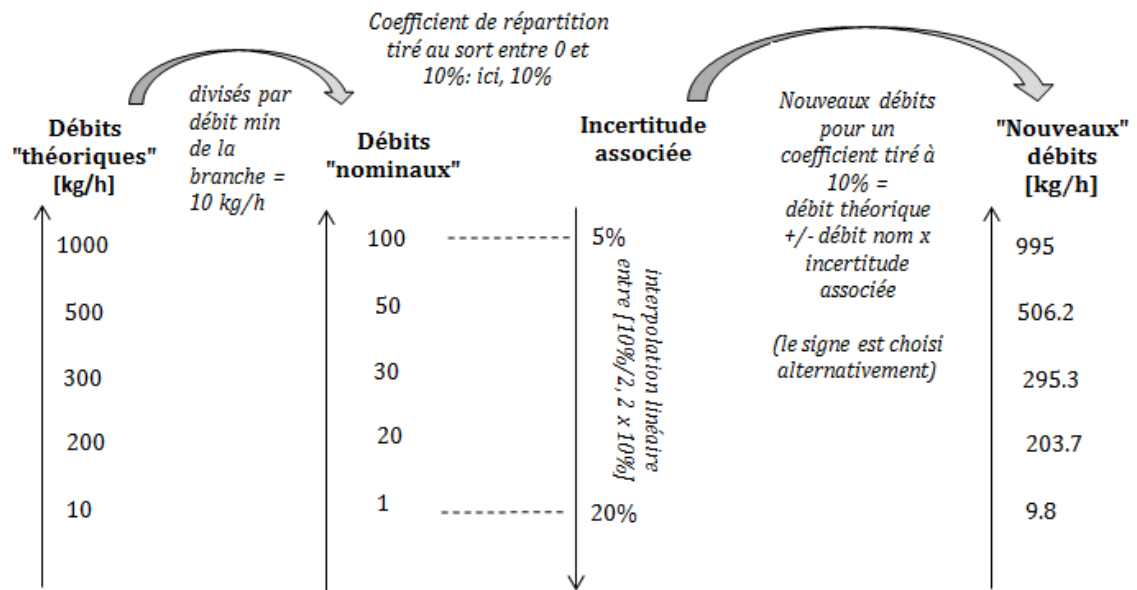 Coefficient de répartition
tiré au sort entre 0 et
10%: ici, 10%
divisés par
débit min
de la
branche =
10 kg/h
Nouveaux débits
pour un
coefficient tiré à
10% =
débit théorique
+/- débit nom x
incertitude
associée
(le signe est choisi
alternativement)
Débits
"théoriques"
[kg/h]
1000
500
300
200
10
Débits
"nominaux"
100
50
30
20
1
Incertitude
associée
5%
interpolation linéaire
entre [10%/2, 2 x 10%]
20%
"Nouveaux"
débits
[kg/h]
995
506.2
295.3
203.7
9.8